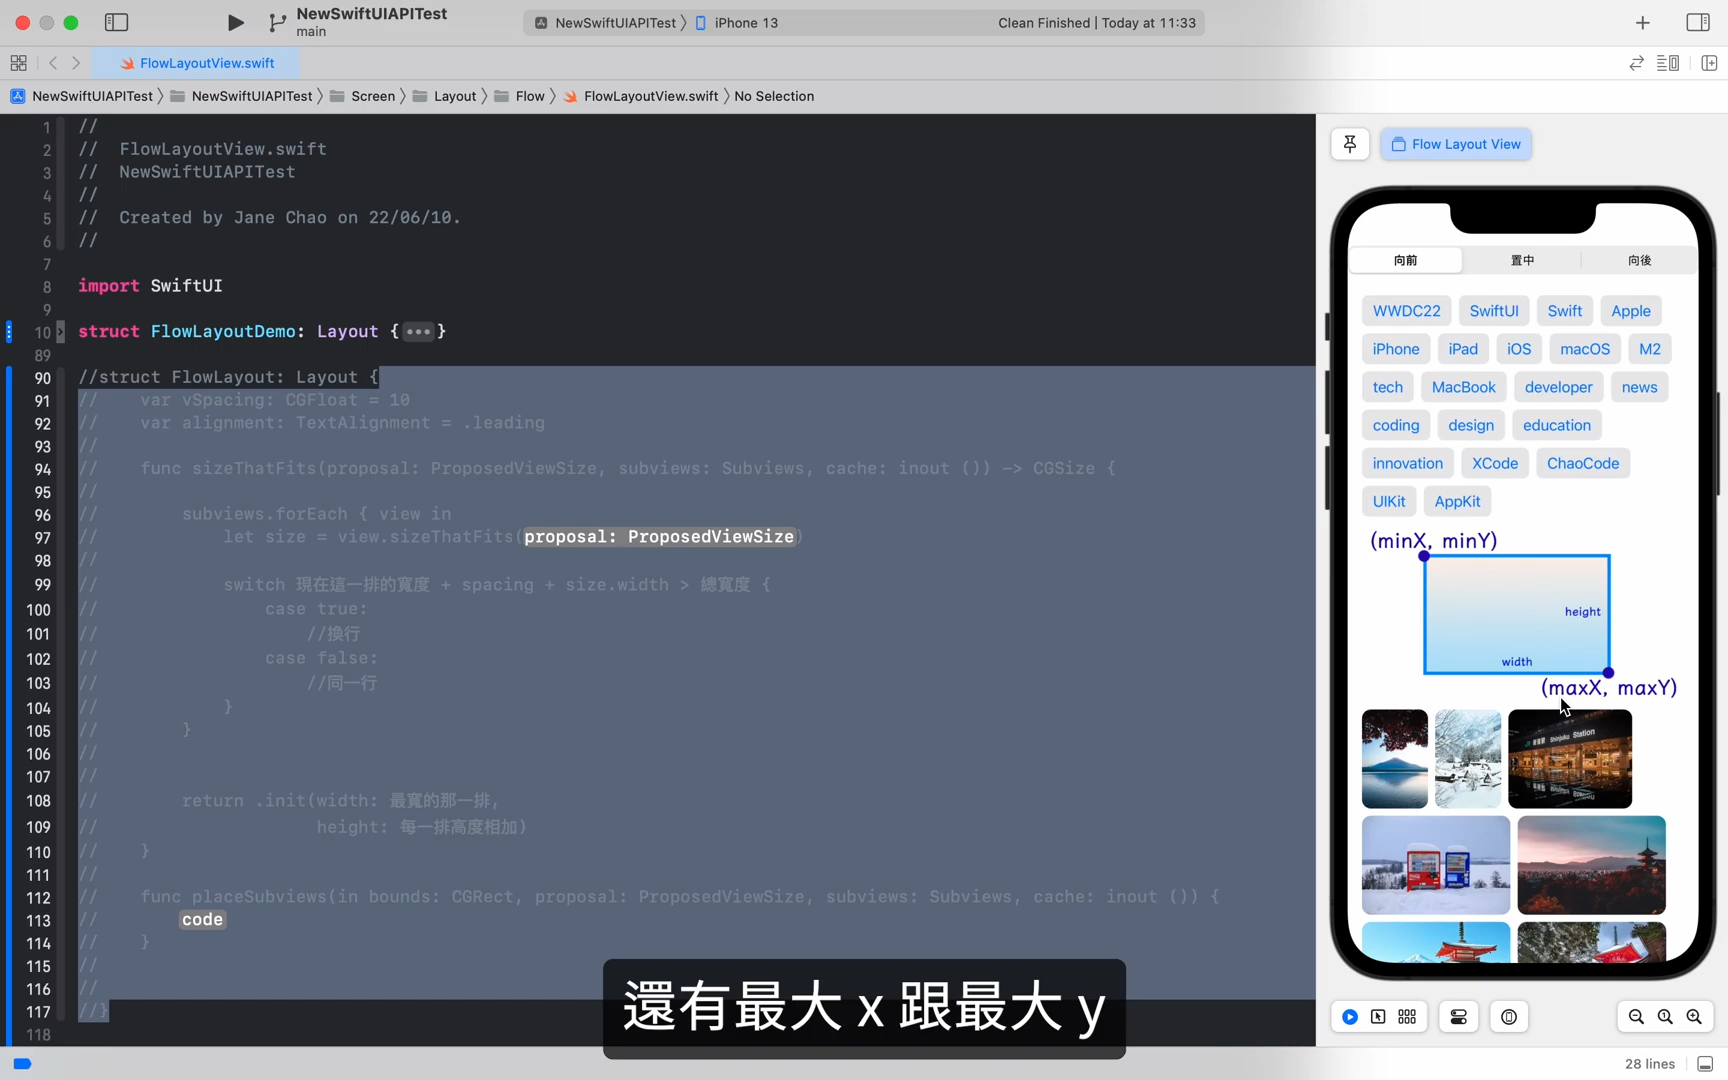 NewSwiftUIAPITest
main
NewSwiftUIAPITest 〉 iPhone 13
Clean Finished | Today at 11:33
FlowLayoutView.swift
NewSwiftUIAPITest 〉 NewSwiftUIAPITest 〉 Screen 〉 Layout 〉 Flow 〉 FlowLayoutView.swift 〉 No Selection
1 //
2 //  FlowLayoutView.swift
3 //  NewSwiftUIAPITest
4 //
5 //  Created by Jane Chao on 22/06/10.
6 //
7
8 import SwiftUI
9
10 struct FlowLayoutDemo: Layout {•••}
89
90 //struct FlowLayout: Layout {
91 //    var vSpacing: CGFloat = 10
92 //    var alignment: TextAlignment = .leading
93 //
94 //    func sizeThatFits(proposal: ProposedViewSize, subviews: Subviews, cache: inout ()) -> CGSize {
95 //
96 //        subviews.forEach { view in
97 //            let size = view.sizeThatFits(proposal: ProposedViewSize)
98 //
99 //            switch 現在這一排的寬度 + spacing + size.width > 總寬度 {
100 //                case true:
101 //                    //換行
102 //                case false:
103 //                    //同一行
104 //            }
105 //        }
106 //
107 //
108 //        return .init(width: 最寬的那一排,
109 //                     height: 每一排高度相加)
110 //    }
111 //
112 //    func placeSubviews(in bounds: CGRect, proposal: ProposedViewSize, subviews: Subviews, cache: inout ()) {
113 //        code
114 //    }
115 //
116 //
117 //}
118
還有最大 x 跟最大 y
28 lines
Flow Layout View
向前 置中 向後
WWDC22 SwiftUI Swift Apple
iPhone iPad iOS macOS M2
tech MacBook developer news
coding design education
innovation XCode ChaoCode
UIKit AppKit
(minX, minY)
height
width
(maxX, maxY)
Shinjuku Station